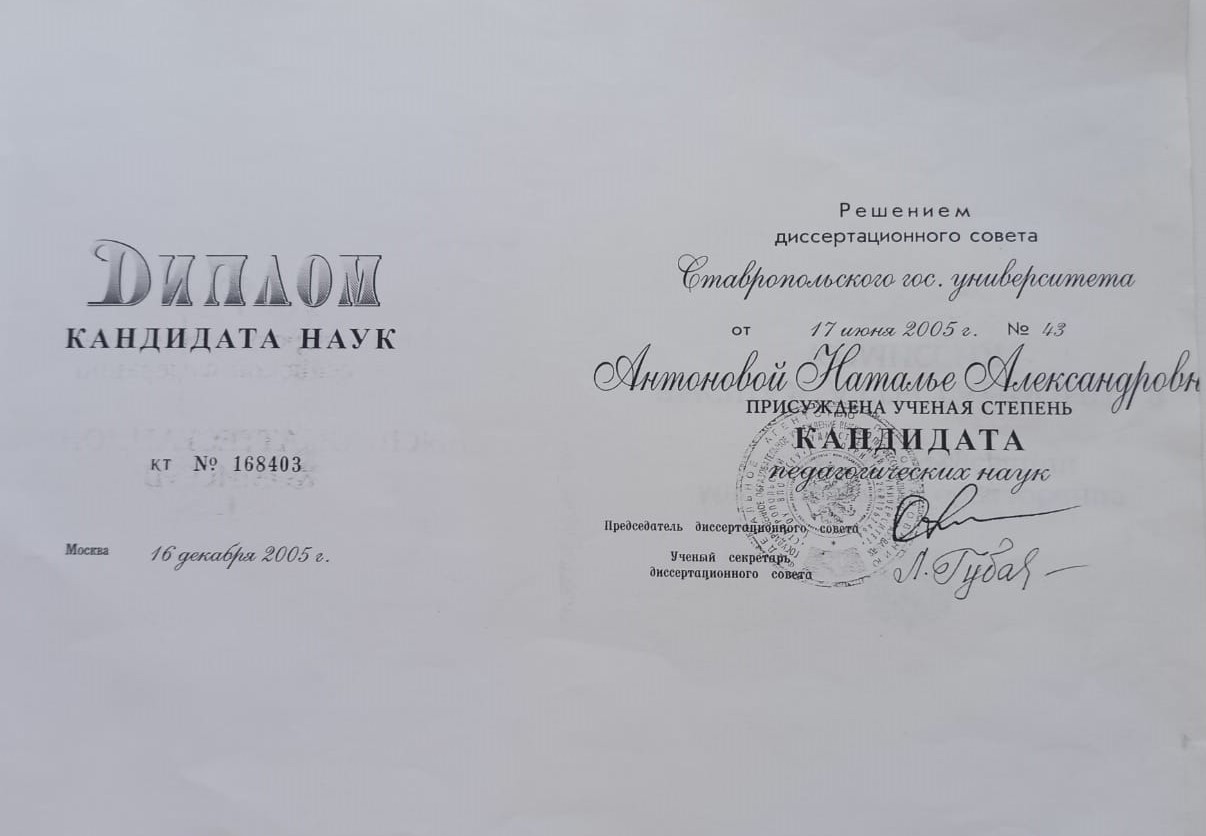 Диплом
КАНДИДАТА НАУК
КТ № 168403
Москва 16 декабря 2005 г.
Решением
диссертационного совета
Ставропольского гос. университета
от 17 июня 2005 г. № 43
Антоновой Наталье Александровн
ПРИСУЖДЕНА УЧЕНАЯ СТЕПЕНЬ
КАНДИДАТА
педагогических наук
Председатель диссертационного совета
Ученый секретарь
диссертационного совета
Л. Губа